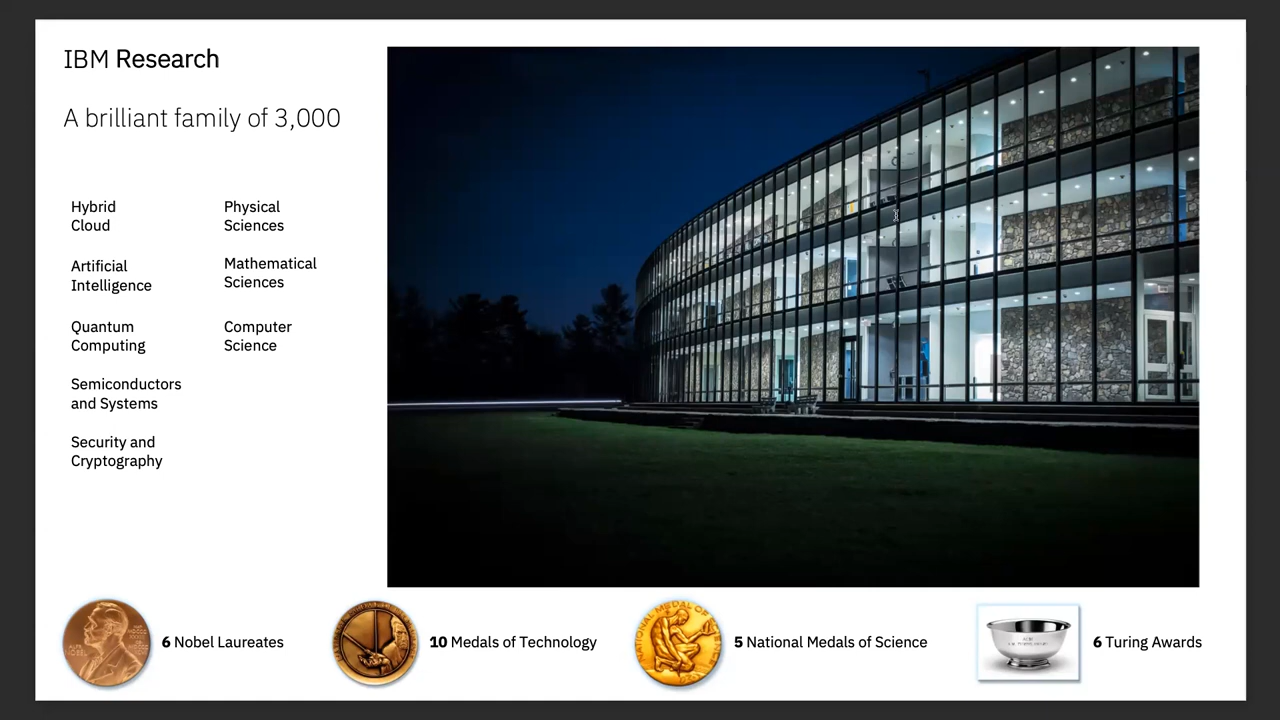 IBM Research
A brilliant family of 3,000
Hybrid
Cloud
Artificial
Intelligence
Quantum
Computing
Semiconductors
and Systems
Security and
Cryptography
Physical
Sciences
Mathematical
Sciences
Computer
Science
6 Nobel Laureates
10 Medals of Technology
5 National Medals of Science
6 Turing Awards